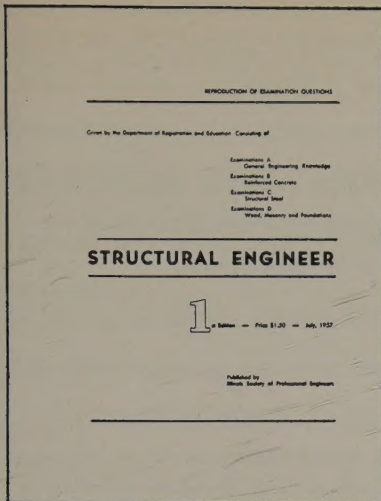 REPRODUCTION OF EXAMINATION QUESTIONS
Given by the Department of Registration and Education Consisting of
Examinations A
General Engineering Knowledge
Examinations B
Reinforced Concrete
Examinations C
Structural Steel
Examinations D
Wood, Masonry and Foundations
STRUCTURAL ENGINEER
1st Edition — Price $1.50 — July, 1957
Published by
Illinois Society of Professional Engineers